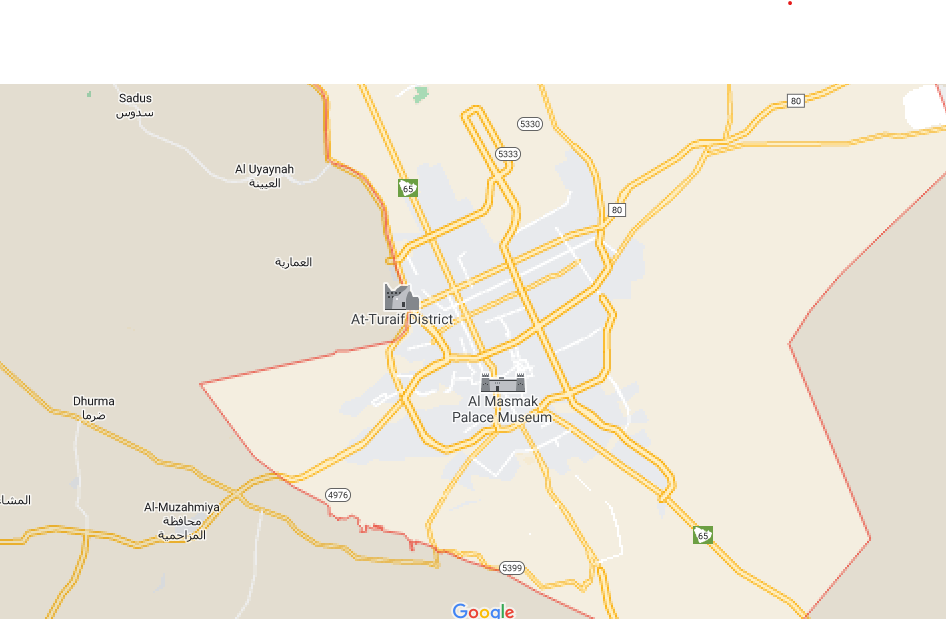 Sadus
سدوس
80
5330
5333
Al Uyaynah
العيينة
65
80
العمارية
At-Turaif District
Al Masmak
Palace Museum
Dhurma
ضرما
4976
Al-Muzahmiya
محافظة
المزاحمية
65
5399
Google